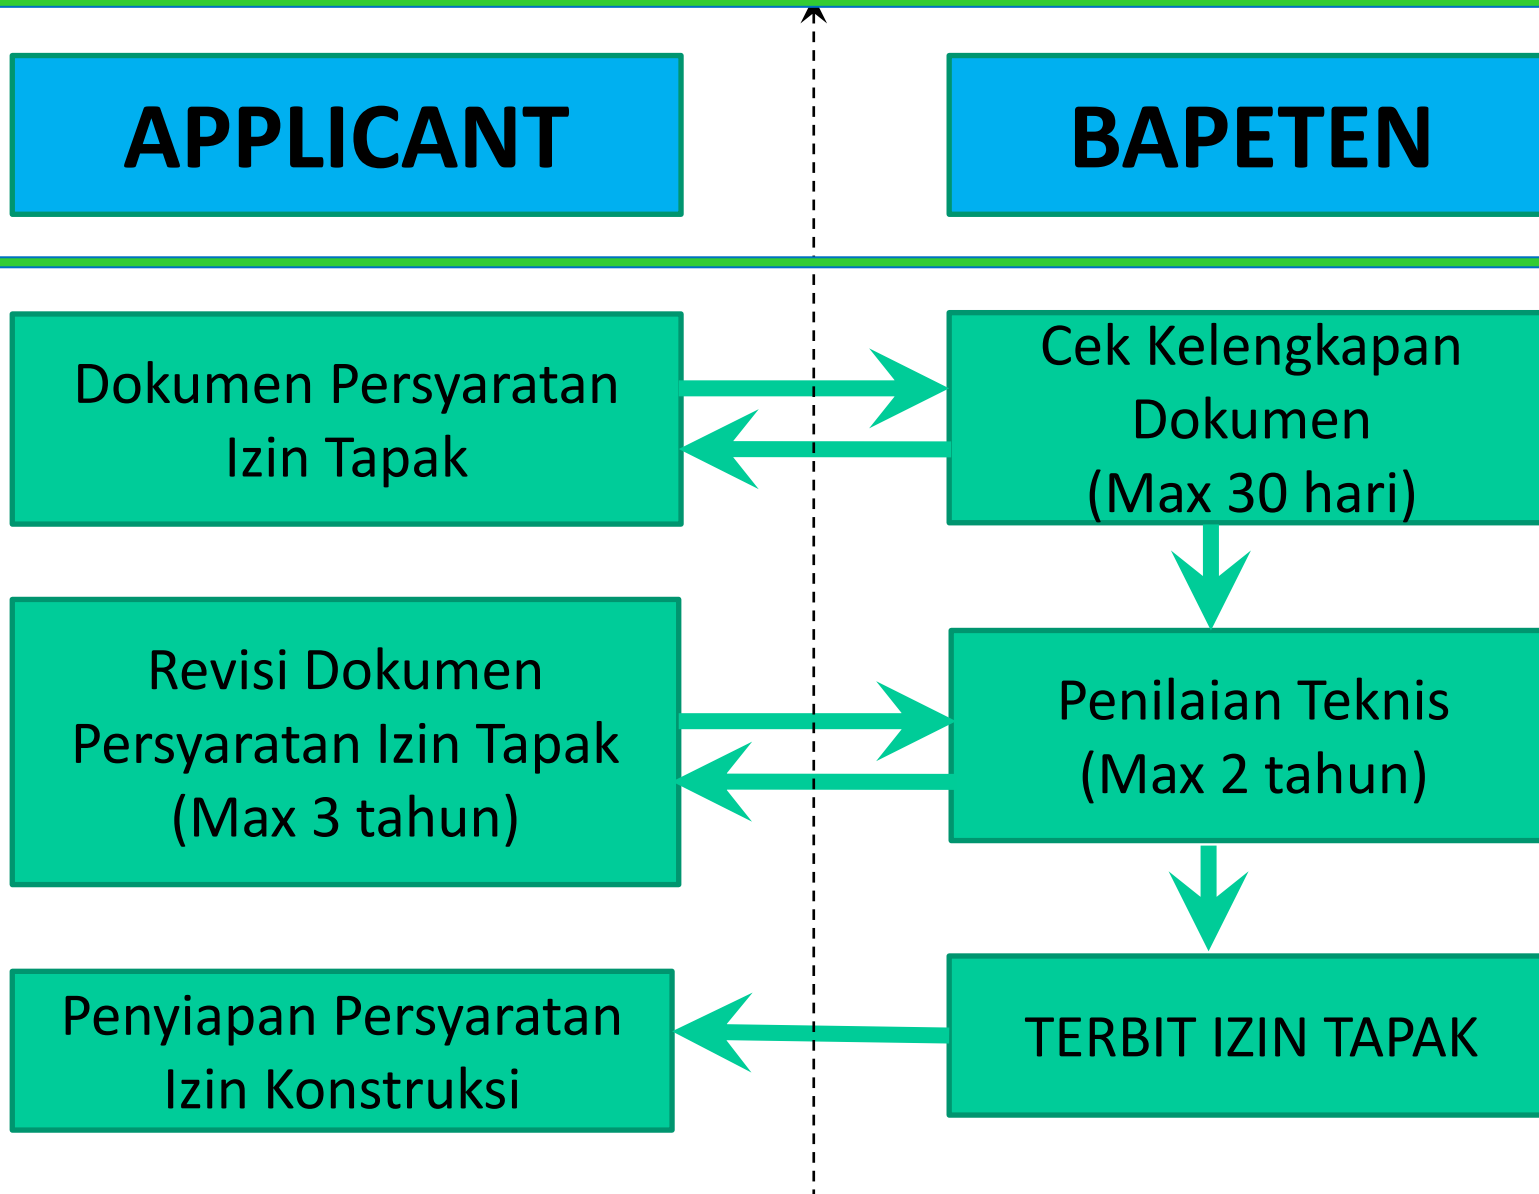 APPLICANT
BAPETEN
Dokumen Persyaratan
Izin Tapak
Cek Kelengkapan
Dokumen
(Max 30 hari)
Revisi Dokumen
Persyaratan Izin Tapak
(Max 3 tahun)
Penilaian Teknis
(Max 2 tahun)
Penyiapan Persyaratan
Izin Konstruksi
TERBIT IZIN TAPAK